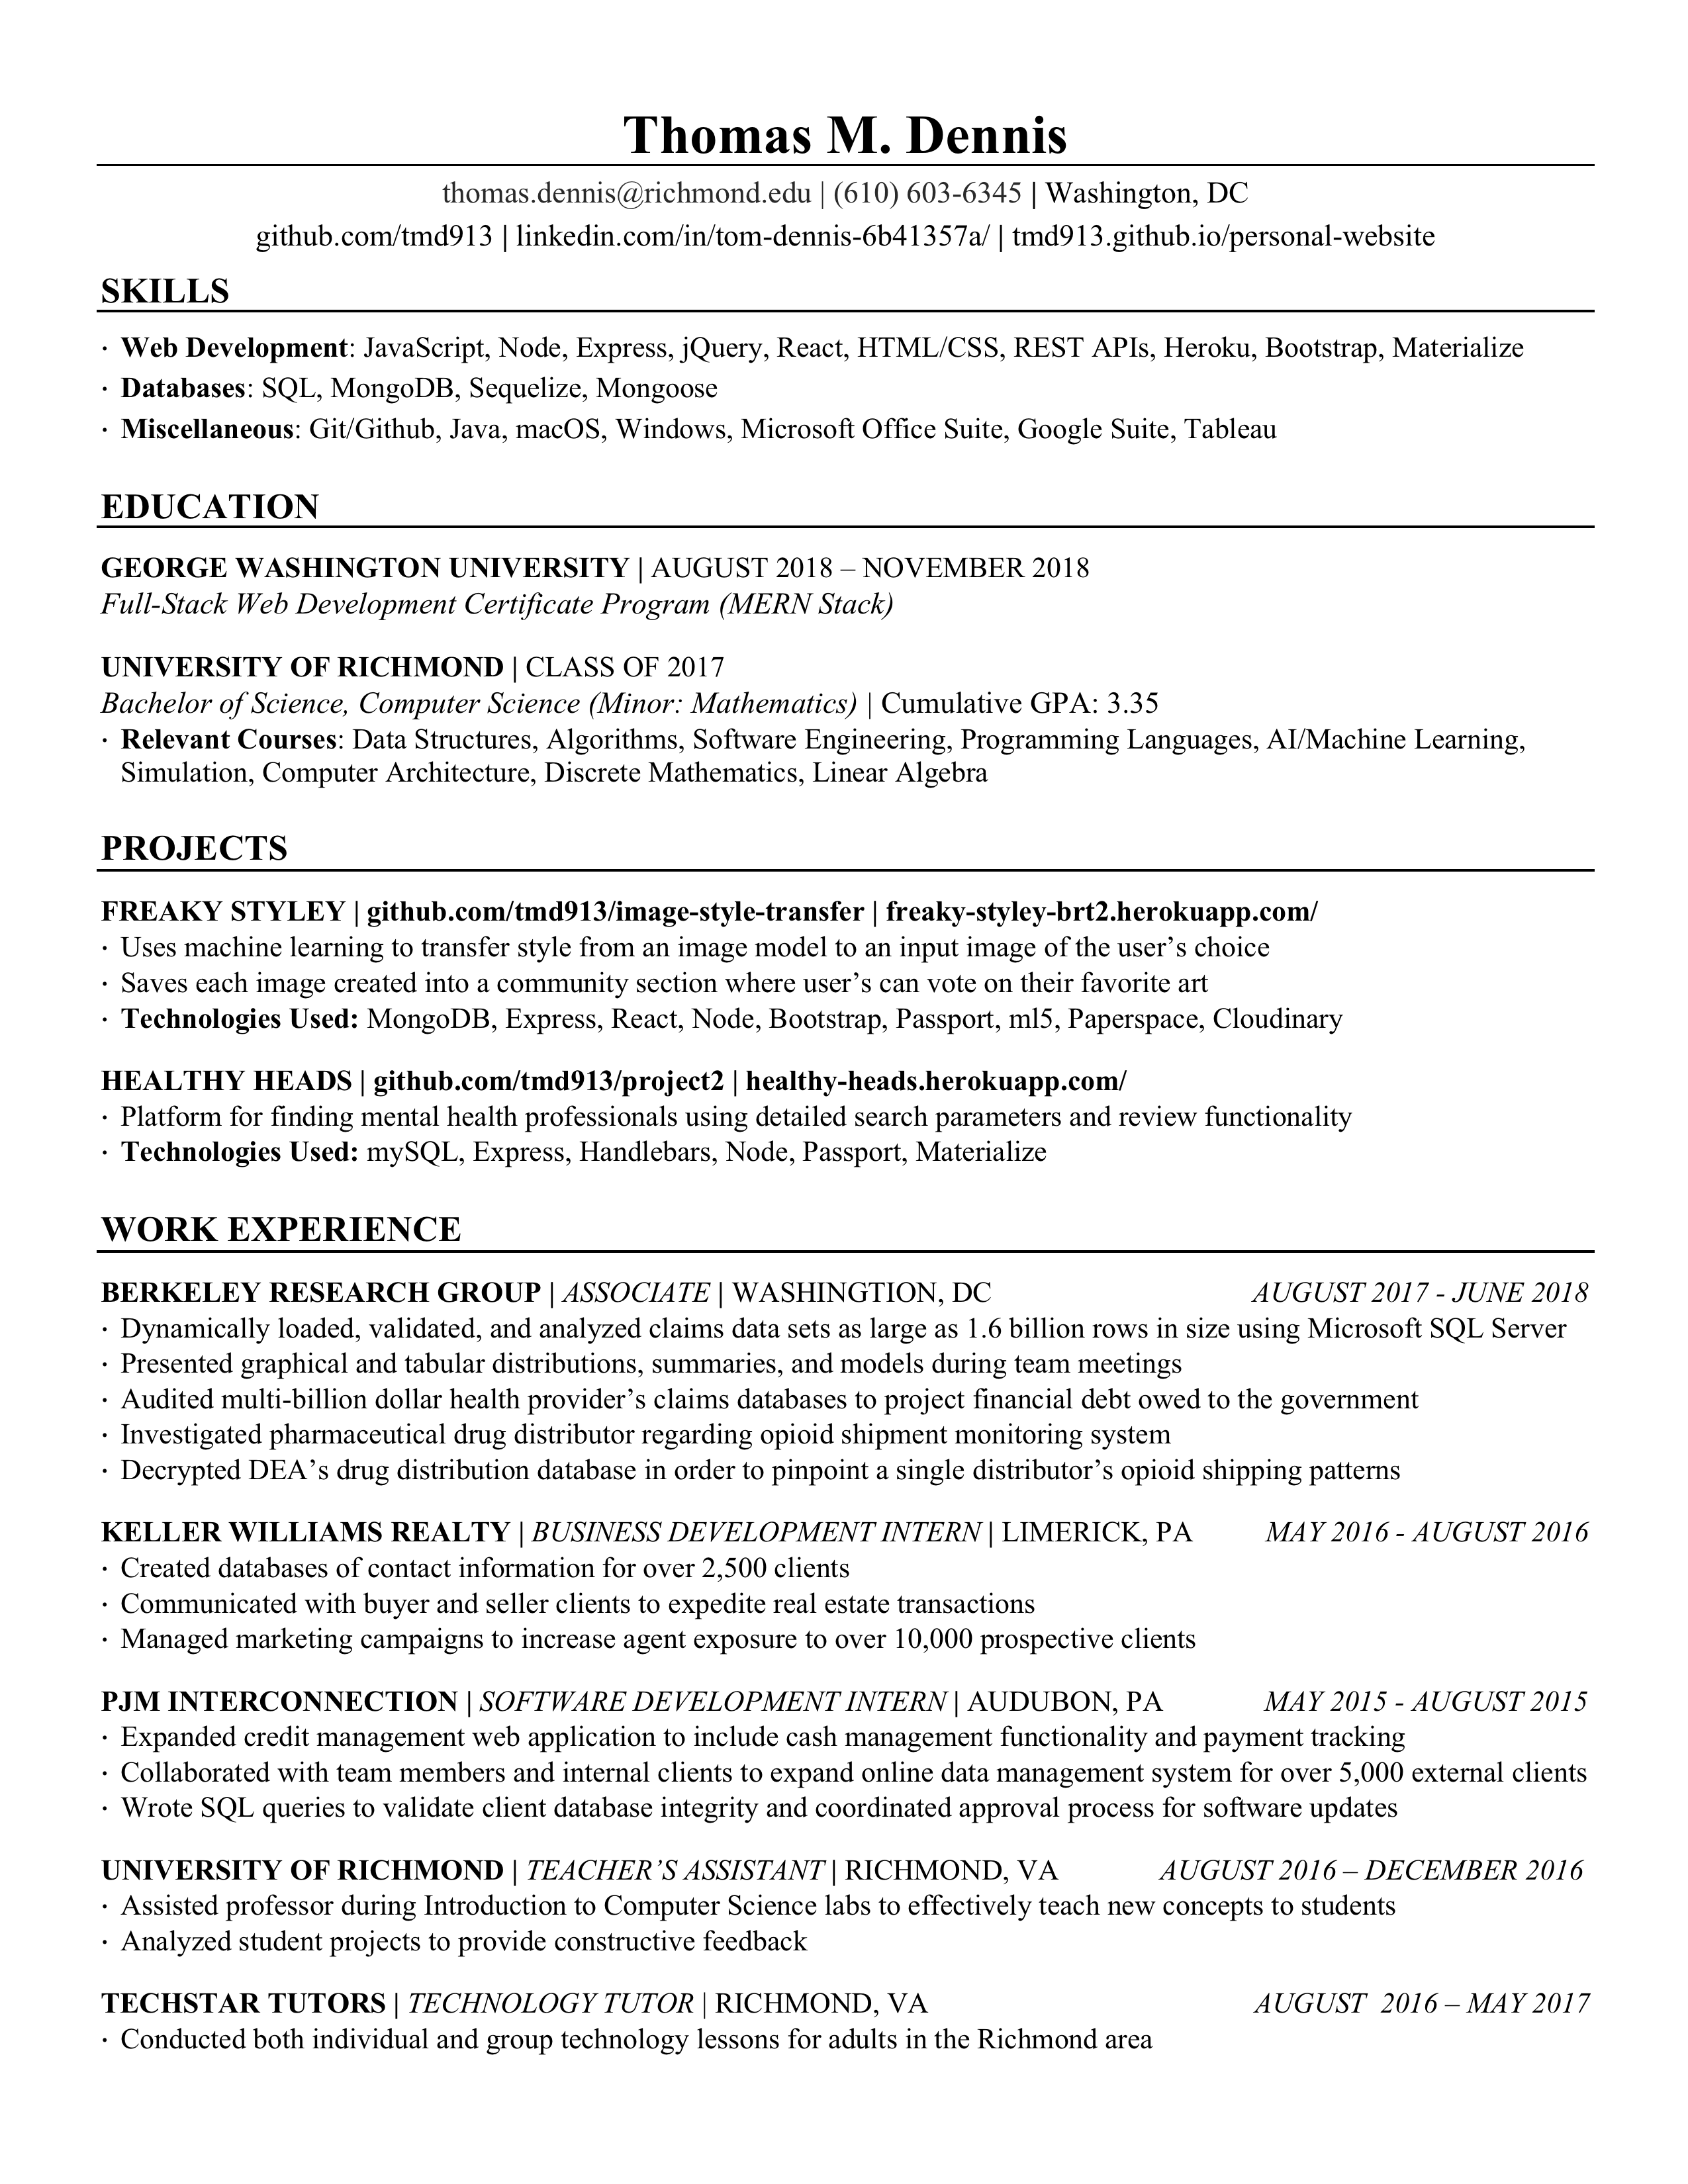 Thomas M. Dennis
thomas.dennis@richmond.edu | (610) 603-6345 | Washington, DC
github.com/tmd913 | linkedin.com/in/tom-dennis-6b41357a/ | tmd913.github.io/personal-website
SKILLS
· Web Development: JavaScript, Node, Express, jQuery, React, HTML/CSS, REST APIs, Heroku, Bootstrap, Materialize
· Databases: SQL, MongoDB, Sequelize, Mongoose
· Miscellaneous: Git/Github, Java, macOS, Windows, Microsoft Office Suite, Google Suite, Tableau
EDUCATION
GEORGE WASHINGTON UNIVERSITY | AUGUST 2018 – NOVEMBER 2018
Full-Stack Web Development Certificate Program (MERN Stack)
UNIVERSITY OF RICHMOND | CLASS OF 2017
Bachelor of Science, Computer Science (Minor: Mathematics) | Cumulative GPA: 3.35
· Relevant Courses: Data Structures, Algorithms, Software Engineering, Programming Languages, AI/Machine Learning,
Simulation, Computer Architecture, Discrete Mathematics, Linear Algebra
PROJECTS
FREAKY STYLEY | github.com/tmd913/image-style-transfer | freaky-styley-brt2.herokuapp.com/
· Uses machine learning to transfer style from an image model to an input image of the user’s choice
· Saves each image created into a community section where user’s can vote on their favorite art
· Technologies Used: MongoDB, Express, React, Node, Bootstrap, Passport, ml5, Paperspace, Cloudinary
HEALTHY HEADS | github.com/tmd913/project2 | healthy-heads.herokuapp.com/
· Platform for finding mental health professionals using detailed search parameters and review functionality
· Technologies Used: mySQL, Express, Handlebars, Node, Passport, Materialize
WORK EXPERIENCE
BERKELEY RESEARCH GROUP | ASSOCIATE | WASHINGTION, DC AUGUST 2017 - JUNE 2018
· Dynamically loaded, validated, and analyzed claims data sets as large as 1.6 billion rows in size using Microsoft SQL Server
· Presented graphical and tabular distributions, summaries, and models during team meetings
· Audited multi-billion dollar health provider’s claims databases to project financial debt owed to the government
· Investigated pharmaceutical drug distributor regarding opioid shipment monitoring system
· Decrypted DEA’s drug distribution database in order to pinpoint a single distributor’s opioid shipping patterns
KELLER WILLIAMS REALTY | BUSINESS DEVELOPMENT INTERN | LIMERICK, PA MAY 2016 - AUGUST 2016
· Created databases of contact information for over 2,500 clients
· Communicated with buyer and seller clients to expedite real estate transactions
· Managed marketing campaigns to increase agent exposure to over 10,000 prospective clients
PJM INTERCONNECTION | SOFTWARE DEVELOPMENT INTERN | AUDUBON, PA MAY 2015 - AUGUST 2015
· Expanded credit management web application to include cash management functionality and payment tracking
· Collaborated with team members and internal clients to expand online data management system for over 5,000 external clients
· Wrote SQL queries to validate client database integrity and coordinated approval process for software updates
UNIVERSITY OF RICHMOND | TEACHER’S ASSISTANT | RICHMOND, VA AUGUST 2016 – DECEMBER 2016
· Assisted professor during Introduction to Computer Science labs to effectively teach new concepts to students
· Analyzed student projects to provide constructive feedback
TECHSTAR TUTORS | TECHNOLOGY TUTOR | RICHMOND, VA AUGUST 2016 – MAY 2017
· Conducted both individual and group technology lessons for adults in the Richmond area